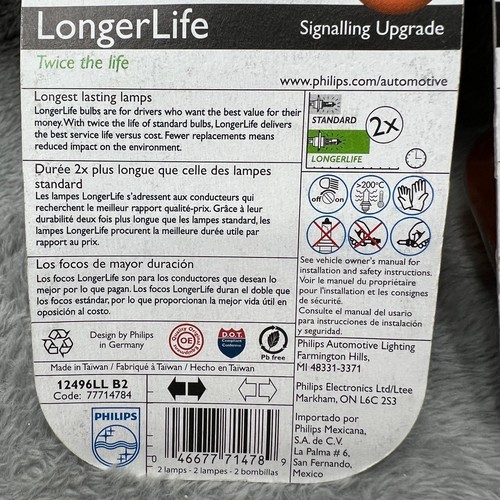 LongerLife
Signalling Upgrade
Twice the life
www.philips.com/automotive
Longest lasting lamps
LongerLife bulbs are for drivers who want the best value for their
money. With twice the life of standard bulbs, LongerLife delivers
the best service life versus cost. Fewer replacements means
reduced impact on the environment.
STANDARD
2x
LONGERLIFE
Durée 2x plus longue que celle des lampes
standard
Les lampes LongerLife s'adressent aux conducteurs qui
recherchent le meilleur rapport qualité-prix. Grâce à leur
durabilité deux fois plus longue que les lampes standard, les
lampes LongerLife procurent la meilleure durée utile par
rapport au prix.
off
on
>200°C
Los focos de mayor duración
Los focos LongerLife son para los conductores que desean lo
mejor por lo que pagan. Los focos LongerLife duran el doble que
los focos estándar, por lo que proporcionan la mejor vida útil en
oposición al costo.
See vehicle owner's manual for
installation and safety instructions.
Voir le manuel du propriétaire
pour l'installation et les consignes
de sécurité.
Consulte el manual del usario
para instrucciones de instalación
y seguridad.
Design by Philips
in Germany
OE
D.O.T.
Pb free
Made in Taiwan / Fabriqué à Taiwan / Hecho en Taiwán
12496LL B2
Code: 77714784
PHILIPS
0 46677 71478 9
2 lamps - 2 lampes - 2 bombillas
Philips Automotive Lighting
Farmington Hills,
MI 48331-3371
Philips Electronics Ltd/Ltee
Markham, ON L6C 2S3
Importado por
Philips Mexicana,
S.A. de C.V.
La Palma # 6,
San Fernando,
Mexico